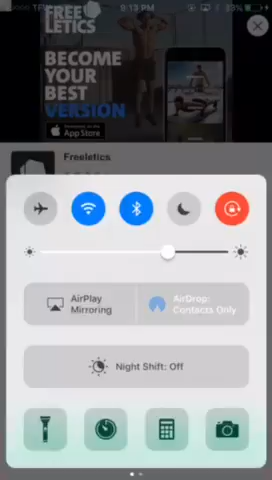 9:13 PM
33%
FREE
LETICS
BECOME
YOUR
BEST
VERSION
App Store
Freeletics
AirPlay
Mirroring
AirDrop:
Contacts Only
Night Shift: Off